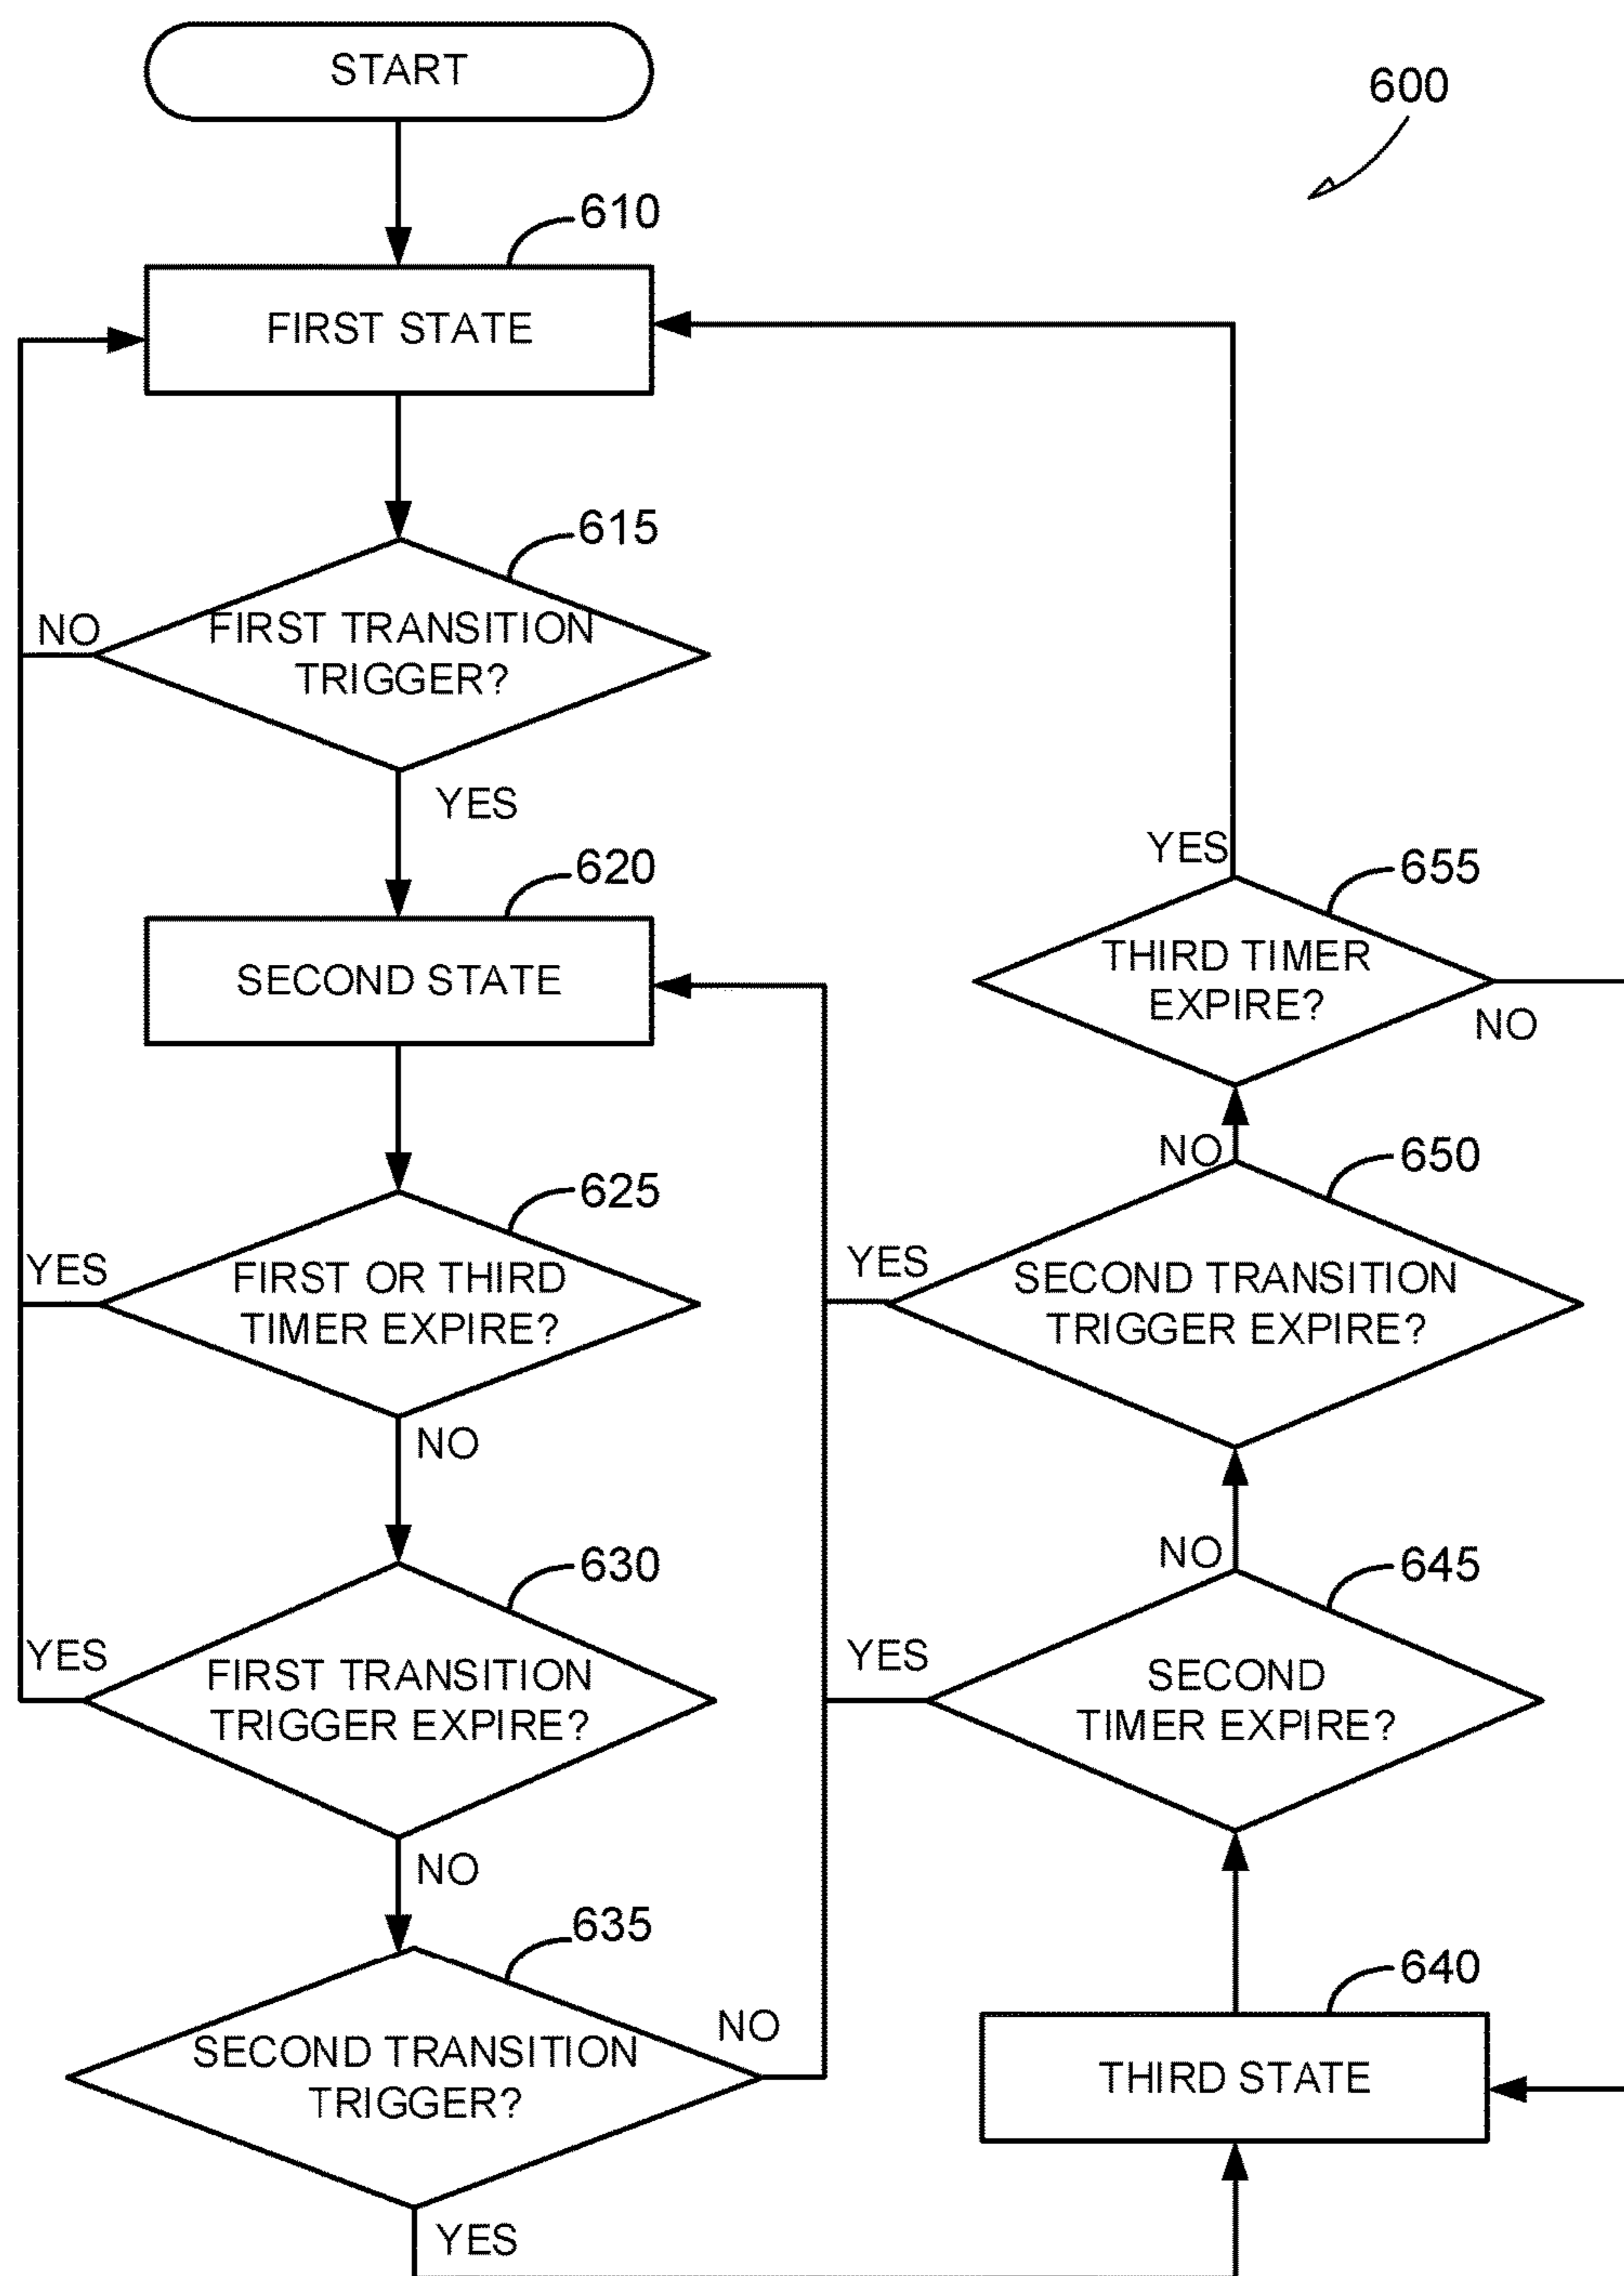 START
600
610
FIRST STATE
615
FIRST TRANSITION
TRIGGER?
NO
YES
620
SECOND STATE
625
FIRST OR THIRD
TIMER EXPIRE?
YES
NO
630
FIRST TRANSITION
TRIGGER EXPIRE?
YES
NO
635
SECOND TRANSITION
TRIGGER?
NO
YES
640
THIRD STATE
645
SECOND
TIMER EXPIRE?
YES
NO
650
SECOND TRANSITION
TRIGGER EXPIRE?
YES
NO
655
THIRD TIMER
EXPIRE?
YES
NO